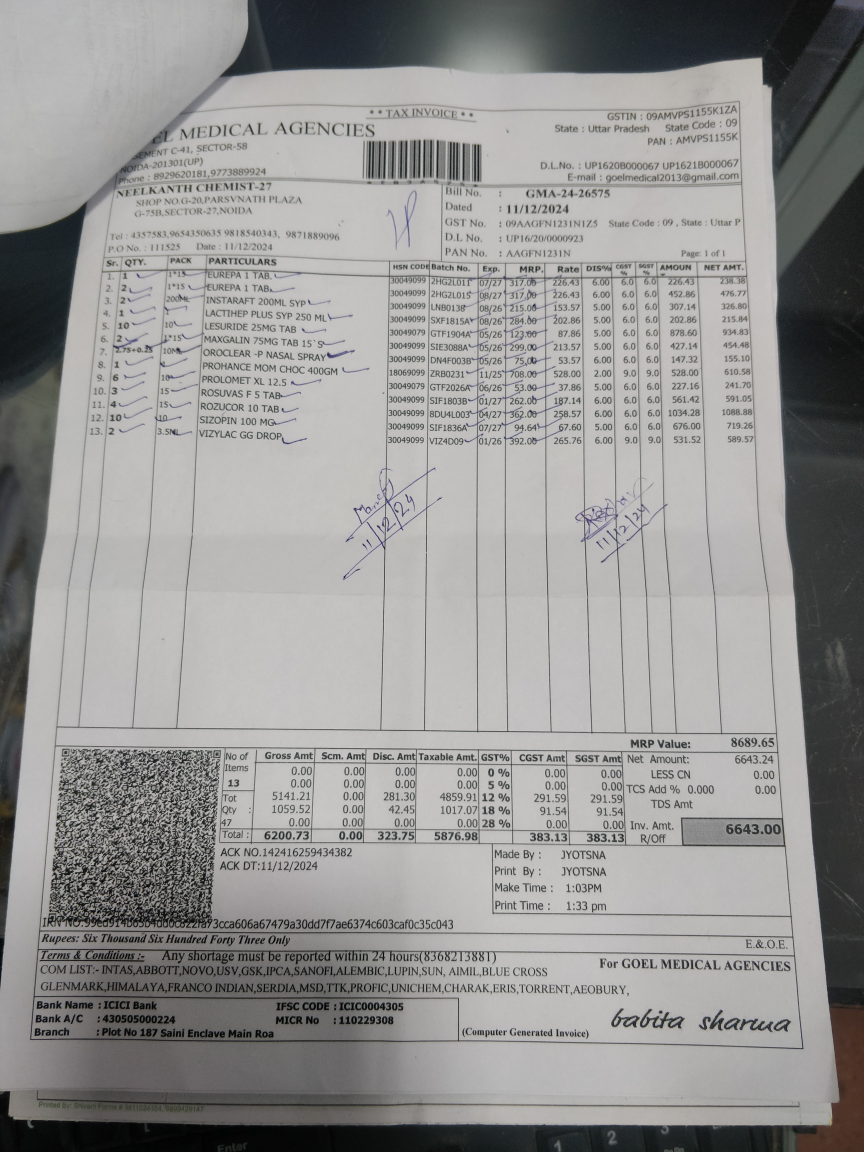 * * TAX INVOICE * *
GSTIN : 09AMVPS1155K1ZA
State : Uttar Pradesh State Code : 09
PAN : AMVPS1155K
D.L.No. : UP1620B000067 UP1621B000067
E-mail : goelmedical2013@gmail.com
OEL MEDICAL AGENCIES
EMENT C-41, SECTOR-58
NOIDA-201301(UP)
Phone : 8929620181,9773889924
NEELKANTH CHEMIST-27
SHOP NO.G-20,PARSVNATH PLAZA
G-75B,SECTOR-27,NOIDA
Tel : 4357583,9654350635 9818540343, 9871889096
P.O No. : 111525 Date : 11/12/2024
Bill No. : GMA-24-26575
Dated : 11/12/2024
GST No. : 09AAGFN1231N1Z5 State Code : 09 , State : Uttar P
D.L No. : UP16/20/0000923
PAN No. : AAGFN1231N Page: 1 of 1
Sr. QTY. PACK PARTICULARS HSN CODE Batch No. Exp. MRP. Rate DIS% CGST % SGST % AMOUN NET AMT.
1. 1 1*15 EUREPA 1 TAB 30049099 2HG2L011 07/27 317.00 226.43 6.00 6.0 6.0 226.43 238.38
2. 2 1*15 EUREPA 1 TAB 30049099 2HG2L015 08/27 317.00 226.43 6.00 6.0 6.0 452.86 476.77
3. 2 200ML INSTARAFT 200ML SYP 30049099 LNB0138 08/26 215.00 153.57 5.00 6.0 6.0 307.14 326.80
4. 1 LACTIHEP PLUS SYP 250 ML 30049099 SXF1815A 08/26 284.00 202.86 5.00 6.0 6.0 202.86 215.84
5. 10 10 LESURIDE 25MG TAB 30049079 GTF1904A 05/26 123.00 87.86 5.00 6.0 6.0 878.60 934.83
6. 2 1*15 MAXGALIN 75MG TAB 15`S 30049099 SIE3088A 05/26 299.00 213.57 5.00 6.0 6.0 427.14 454.48
7. 2.75+0.25 10ML OROCLEAR -P NASAL SPRAY 30049099 DN4F003B 05/26 75.00 53.57 6.00 6.0 6.0 147.32 155.10
8. 1 PROHANCE MOM CHOC 400GM 18069099 ZRB0231 11/25 708.00 528.00 2.00 9.0 9.0 528.00 610.58
9. 6 10 PROLOMET XL 12.5 30049079 GTF2026A 06/26 53.00 37.86 5.00 6.0 6.0 227.16 241.70
10. 3 15 ROSUVAS F 5 TAB 30049099 SIF1803B 01/27 262.00 187.14 6.00 6.0 6.0 561.42 591.05
11. 4 15 ROZUCOR 10 TAB 30049099 8DU4L003 04/27 362.00 258.57 6.00 6.0 6.0 1034.28 1088.88
12. 10 10 SIZOPIN 100 MG 30049099 SIF1836A 07/27 94.64 67.60 5.00 6.0 6.0 676.00 719.26
13. 2 3.5ML VIZYLAC GG DROP 30049099 VIZ4D09 01/26 392.00 265.76 6.00 9.0 9.0 531.52 589.57
11/12/24
11/12/24
MRP Value: 8689.65
No of Items 13 Tot Qty : 47
Gross Amt Scm. Amt Disc. Amt Taxable Amt. GST% CGST Amt SGST Amt
0.00 0.00 0.00 0.00 0 % 0.00 0.00
0.00 0.00 0.00 0.00 5 % 0.00 0.00
5141.21 0.00 281.30 4859.91 12 % 291.59 291.59
1059.52 0.00 42.45 1017.07 18 % 91.54 91.54
0.00 0.00 0.00 0.00 28 % 0.00 0.00
Total : 6200.73 0.00 323.75 5876.98 383.13 383.13
Net Amount: 6643.24
LESS CN 0.00
TCS Add % 0.000 0.00
TDS Amt
Inv. Amt. R/Off 6643.00
ACK NO.142416259434382
ACK DT:11/12/2024
Made By : JYOTSNA
Print By : JYOTSNA
Make Time : 1:03PM
Print Time : 1:33 pm
Rupees: Six Thousand Six Hundred Forty Three Only
E.& O.E.
Terms & Conditions :- Any shortage must be reported within 24 hours(8368213881)
COM LIST:- INTAS,ABBOTT,NOVO,USV,GSK,IPCA,SANOFI,ALEMBIC,LUPIN,SUN, AIMIL,BLUE CROSS
GLENMARK,HIMALAYA,FRANCO INDIAN,SERDIA,MSD,TTK,PROFIC,UNICHEM,CHARAK,ERIS,TORRENT,AEOBURY,
For GOEL MEDICAL AGENCIES
Bank Name : ICICI Bank IFSC CODE : ICIC0004305
Bank A/C : 430505000224 MICR No : 110229308
Branch : Plot No 187 Saini Enclave Main Roa
(Computer Generated Invoice)
babita sharma
Enter